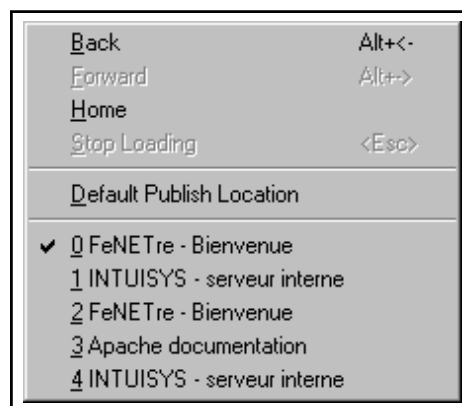 Back Alt+<-
Forward Alt+->
Home
Stop Loading <Esc>
Default Publish Location
0 FeNETre - Bienvenue
1 INTUISYS - serveur interne
2 FeNETre - Bienvenue
3 Apache documentation
4 INTUISYS - serveur interne